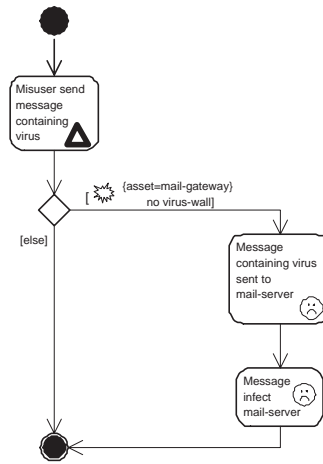 Misuser send
message
containing
virus
{asset=mail-gateway}
[ no virus-wall]
[else]
Message
containing virus
sent to
mail-server
Message
infect
mail-server